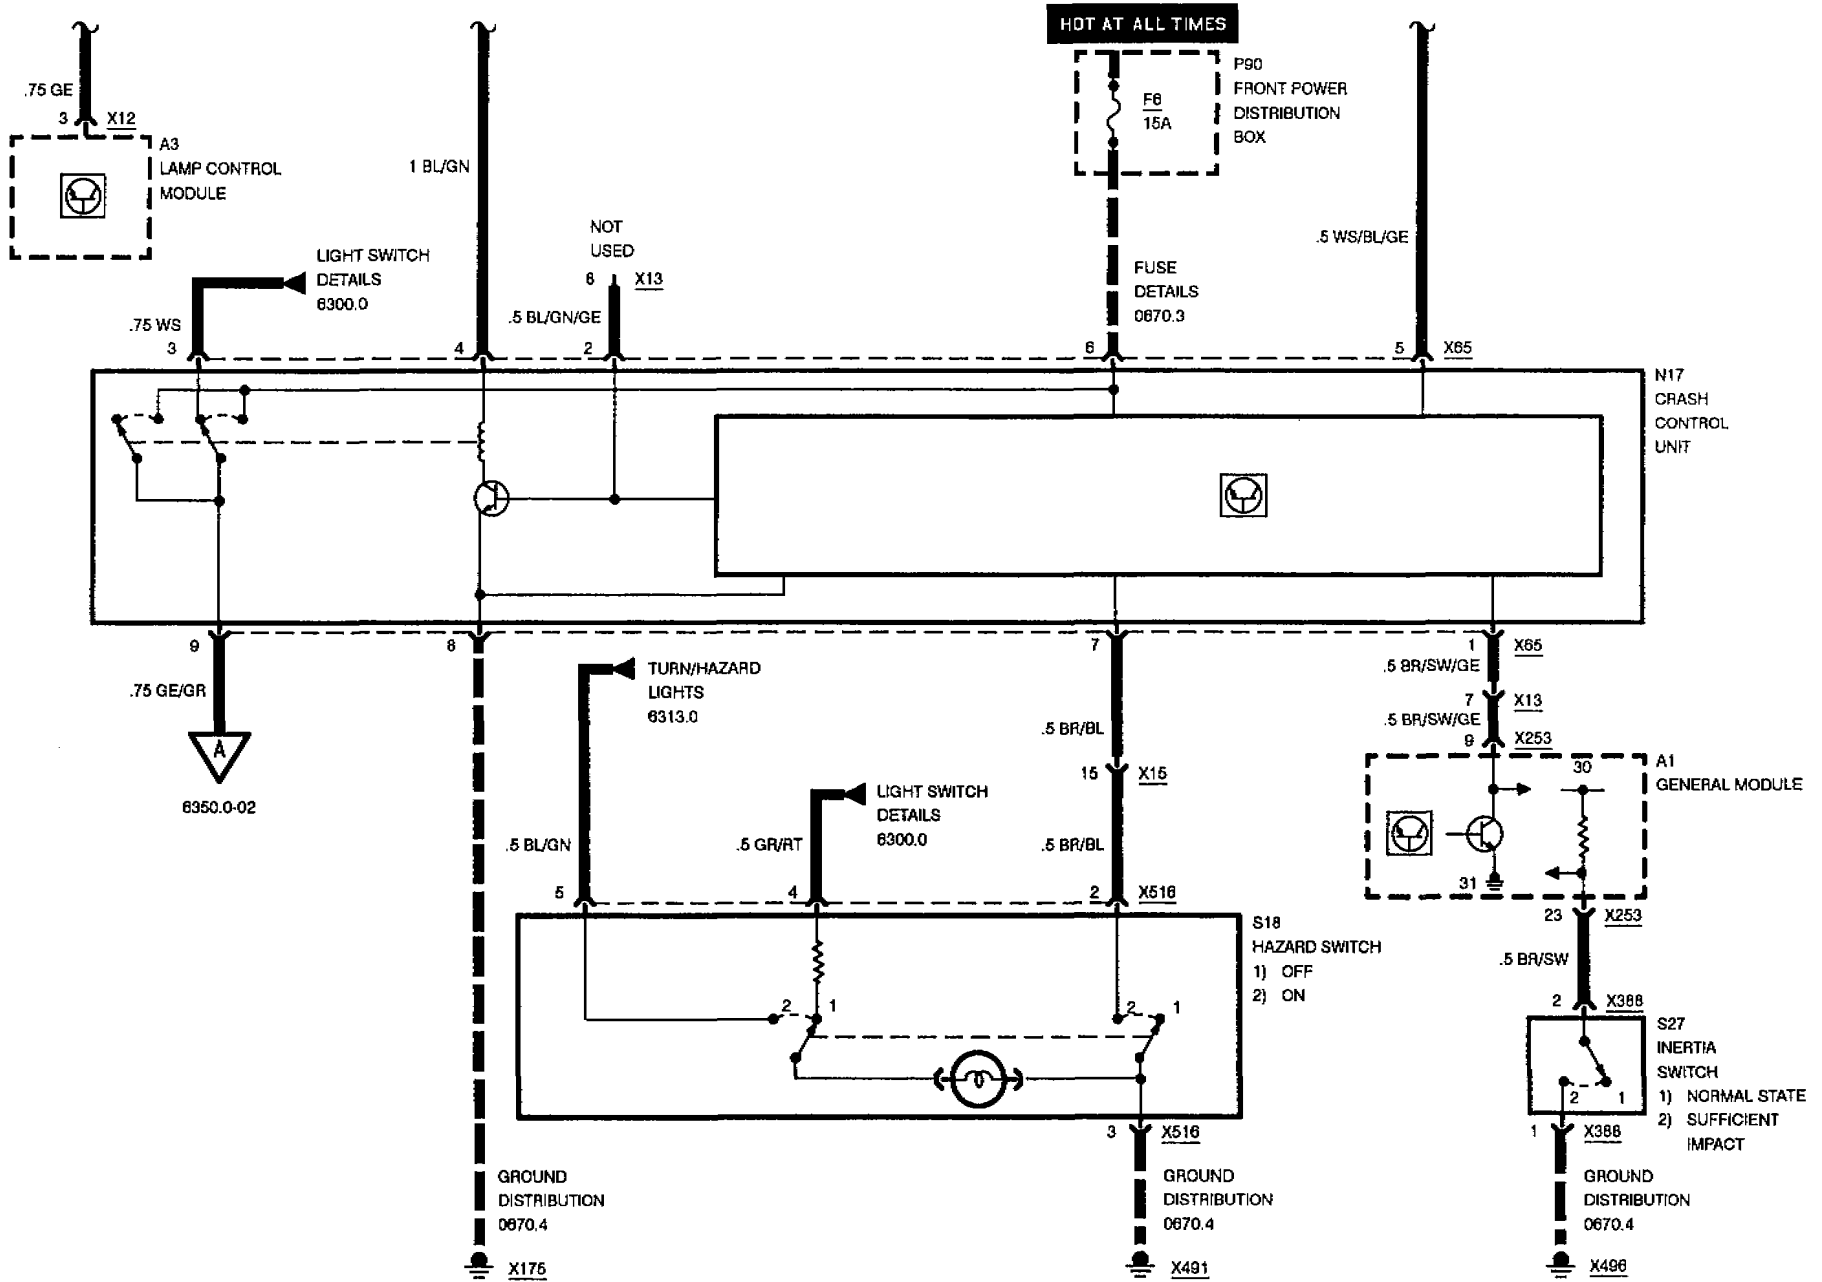 HOT AT ALL TIMES
P90
FRONT POWER
DISTRIBUTION
BOX
F6
15A
.75 GE
3 X12
A3
LAMP CONTROL
MODULE
1 BL/GN
NOT
USED
6 X13
.5 BL/GN/GE
.5 WS/BL/GE
LIGHT SWITCH
DETAILS
6300.0
.75 WS
FUSE
DETAILS
0670.3
3 4 2 6 5 X65
N17
CRASH
CONTROL
UNIT
9 8 7 1 X65
.75 GE/GR
A
6350.0-02
TURN/HAZARD
LIGHTS
6313.0
.5 BR/SW/GE
7 X13
.5 BR/SW/GE
9 X253
.5 BR/BL
15 X15
.5 BR/BL
A1
GENERAL MODULE
30
31
LIGHT SWITCH
DETAILS
6300.0
.5 BL/GN
.5 GR/RT
5 4 2 X516
23 X253
S18
HAZARD SWITCH
1) OFF
2) ON
.5 BR/SW
2 X388
2 1
2 1
S27
INERTIA
SWITCH
1) NORMAL STATE
2) SUFFICIENT
IMPACT
2 1
3 X516
1 X388
GROUND
DISTRIBUTION
0670.4
X175
GROUND
DISTRIBUTION
0670.4
X491
GROUND
DISTRIBUTION
0670.4
X496